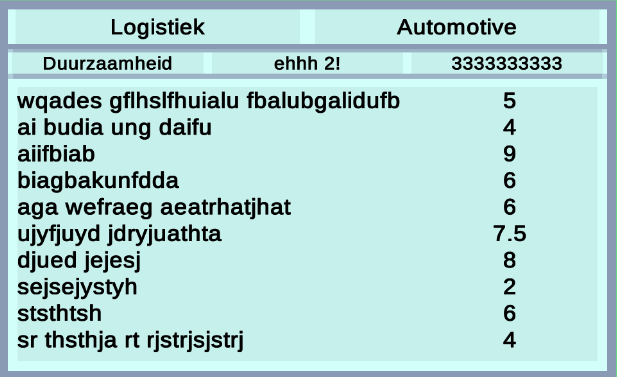 Logistiek Automotive
Duurzaamheid ehhh 2! 3333333333
wqades gflhslfhuialu fbalubgalidufb 5
ai budia ung daifu 4
aiifbiab 9
biagbakunfdda 6
aga wefraeg aeatrhatjhat 6
ujyfjuyd jdryjuathta 7.5
djued jejesj 8
sejsejystyh 2
ststhtsh 6
sr thsthja rt rjstrjsjstrj 4